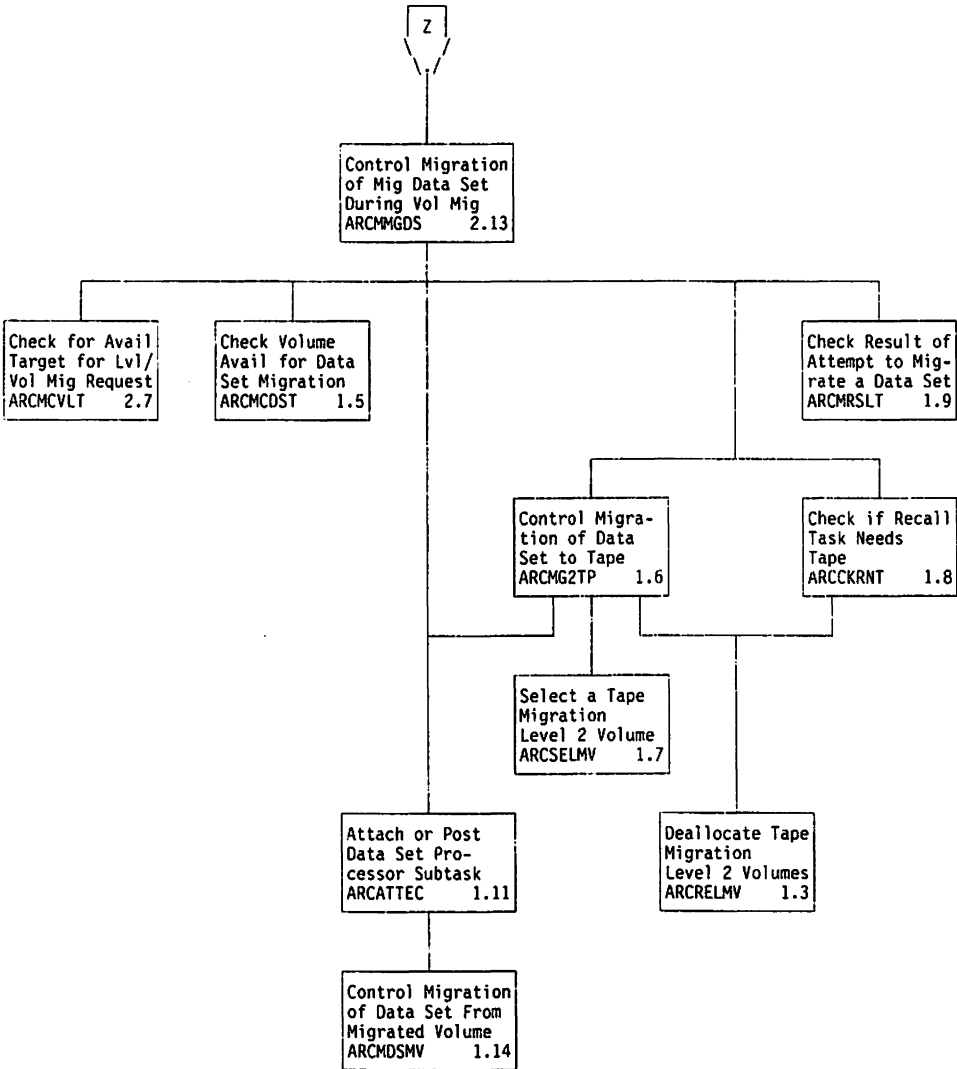 Z
Control Migration
of Mig Data Set
During Vol Mig
ARCMMGDS 2.13
Check for Avail
Target for Lvl/
Vol Mig Request
ARCMCVLT 2.7
Check Volume
Avail for Data
Set Migration
ARCMCDST 1.5
Check Result of
Attempt to Mig-
rate a Data Set
ARCMRSLT 1.9
Control Migra-
tion of Data
Set to Tape
ARCMG2TP 1.6
Check if Recall
Task Needs
Tape
ARCCKRNT 1.8
Select a Tape
Migration
Level 2 Volume
ARCSELMV 1.7
Attach or Post
Data Set Pro-
cessor Subtask
ARCATTEC 1.11
Deallocate Tape
Migration
Level 2 Volumes
ARCRELMV 1.3
Control Migration
of Data Set From
Migrated Volume
ARCMDSMV 1.14